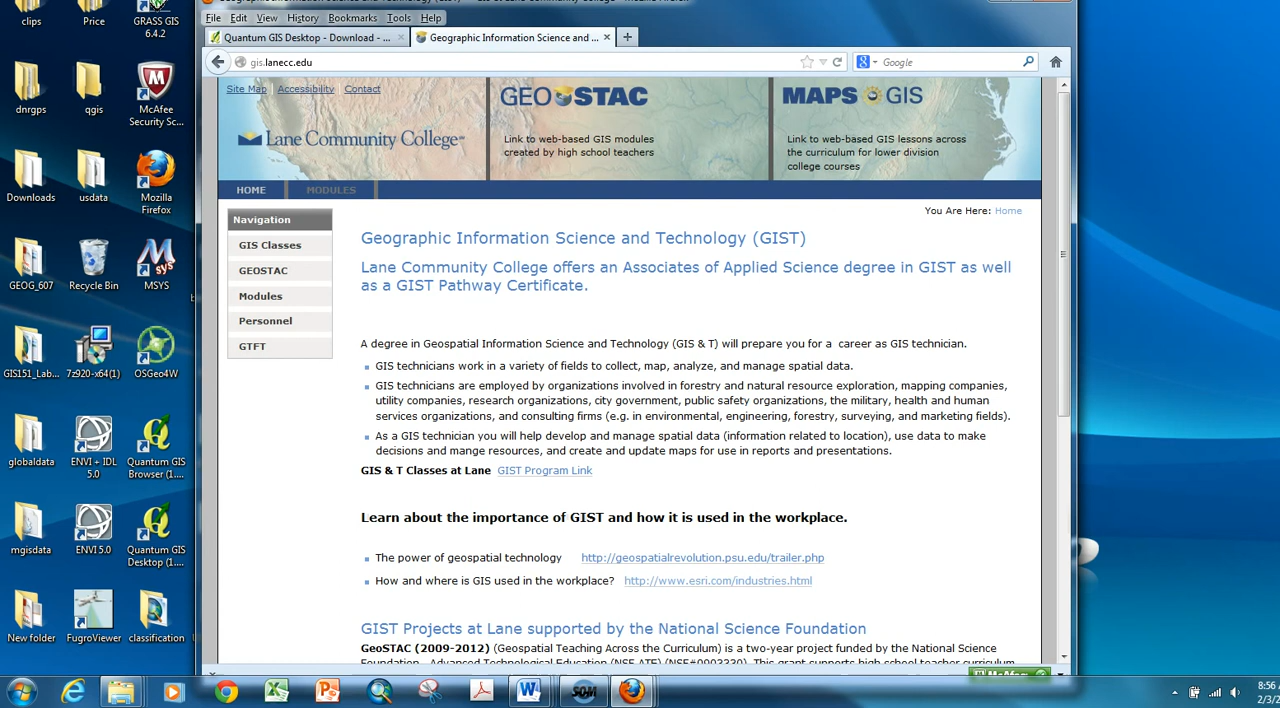 clips
Price
GRASS GIS
6.4.2
dnrgps
qgis
McAfee
Security Sc...
Downloads
usdata
Mozilla
Firefox
GEOG_607
Recycle Bin
MSYS
M
sys
GIS151_Lab...
7z920-x64(1)
OSGeo4W
globaldata
ENVI + IDL
5.0
Quantum GIS
Browser (1....
mgisdata
ENVI 5.0
Quantum GIS
Desktop (1....
New folder
FugroViewer
classification
File Edit View History Bookmarks Tools Help
Quantum GIS Desktop - Download - ...
Geographic Information Science and ...
gis.lanecc.edu
Google
Site Map Accessibility Contact
Lane Community College
GEOSTAC
Link to web-based GIS modules
created by high school teachers
MAPS GIS
Link to web-based GIS lessons across
the curriculum for lower division
college courses
HOME MODULES
You Are Here: Home
Navigation
GIS Classes
GEOSTAC
Modules
Personnel
GTFT
Geographic Information Science and Technology (GIST)
Lane Community College offers an Associates of Applied Science degree in GIST as well
as a GIST Pathway Certificate.
A degree in Geospatial Information Science and Technology (GIS & T) will prepare you for a career as GIS technician.
GIS technicians work in a variety of fields to collect, map, analyze, and manage spatial data.
GIS technicians are employed by organizations involved in forestry and natural resource exploration, mapping companies,
utility companies, research organizations, city government, public safety organizations, the military, health and human
services organizations, and consulting firms (e.g. in environmental, engineering, forestry, surveying, and marketing fields).
As a GIS technician you will help develop and manage spatial data (information related to location), use data to make
decisions and mange resources, and create and update maps for use in reports and presentations.
GIS & T Classes at Lane GIST Program Link
Learn about the importance of GIST and how it is used in the workplace.
The power of geospatial technology http://geospatialrevolution.psu.edu/trailer.php
How and where is GIS used in the workplace? http://www.esri.com/industries.html
GIST Projects at Lane supported by the National Science Foundation
GeoSTAC (2009-2012) (Geospatial Teaching Across the Curriculum) is a two-year project funded by the National Science
Foundation - Advanced Technological Education (NSF-ATE) (NSF#0903330). This grant supports high school teacher curriculum
McAfee
SOM
8:56
2/3/2